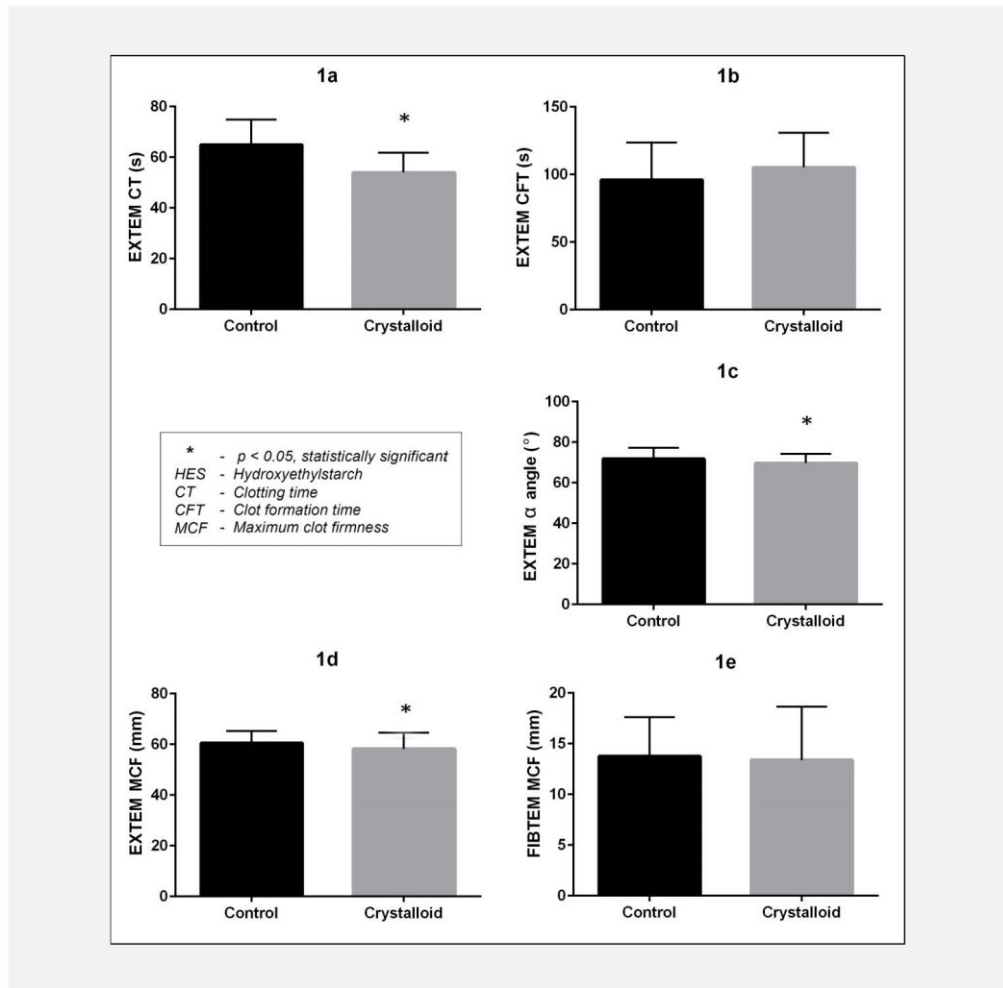 1a
EXTEM CT (s)
80
60
40
20
0
*
Control Crystalloid
1b
EXTEM CFT (s)
150
100
50
0
Control Crystalloid
* - p < 0.05, statistically significant
HES - Hydroxyethylstarch
CT - Clotting time
CFT - Clot formation time
MCF - Maximum clot firmness
1c
EXTEM α angle (°)
100
80
60
40
20
0
*
Control Crystalloid
1d
EXTEM MCF (mm)
80
60
40
20
0
*
Control Crystalloid
1e
FIBTEM MCF (mm)
20
15
10
5
0
Control Crystalloid